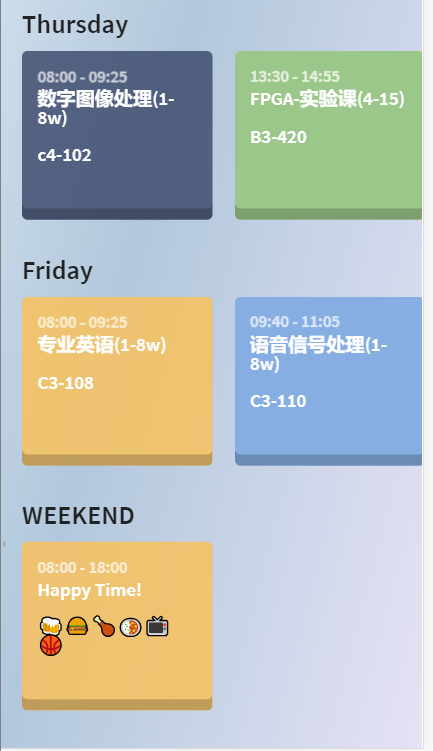 Thursday
08:00 - 09:25
数字图像处理(1-
8w)
c4-102
13:30 - 14:55
FPGA-实验课(4-15)
B3-420
Friday
08:00 - 09:25
专业英语(1-8w)
C3-108
09:40 - 11:05
语音信号处理(1-
8w)
C3-110
WEEKEND
08:00 - 18:00
Happy Time!